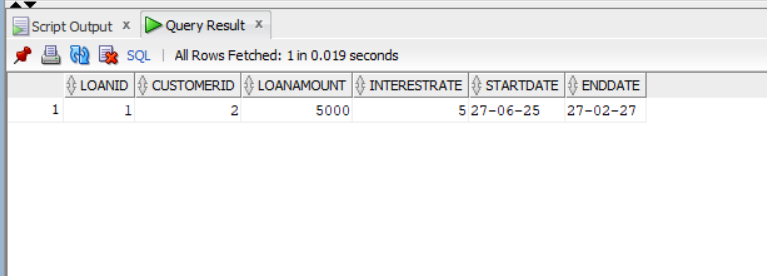 Script Output x Query Result x
SQL | All Rows Fetched: 1 in 0.019 seconds
LOANID CUSTOMERID LOANAMOUNT INTERESTRATE STARTDATE ENDDATE
1 1 2 5000 5 27-06-25 27-02-27